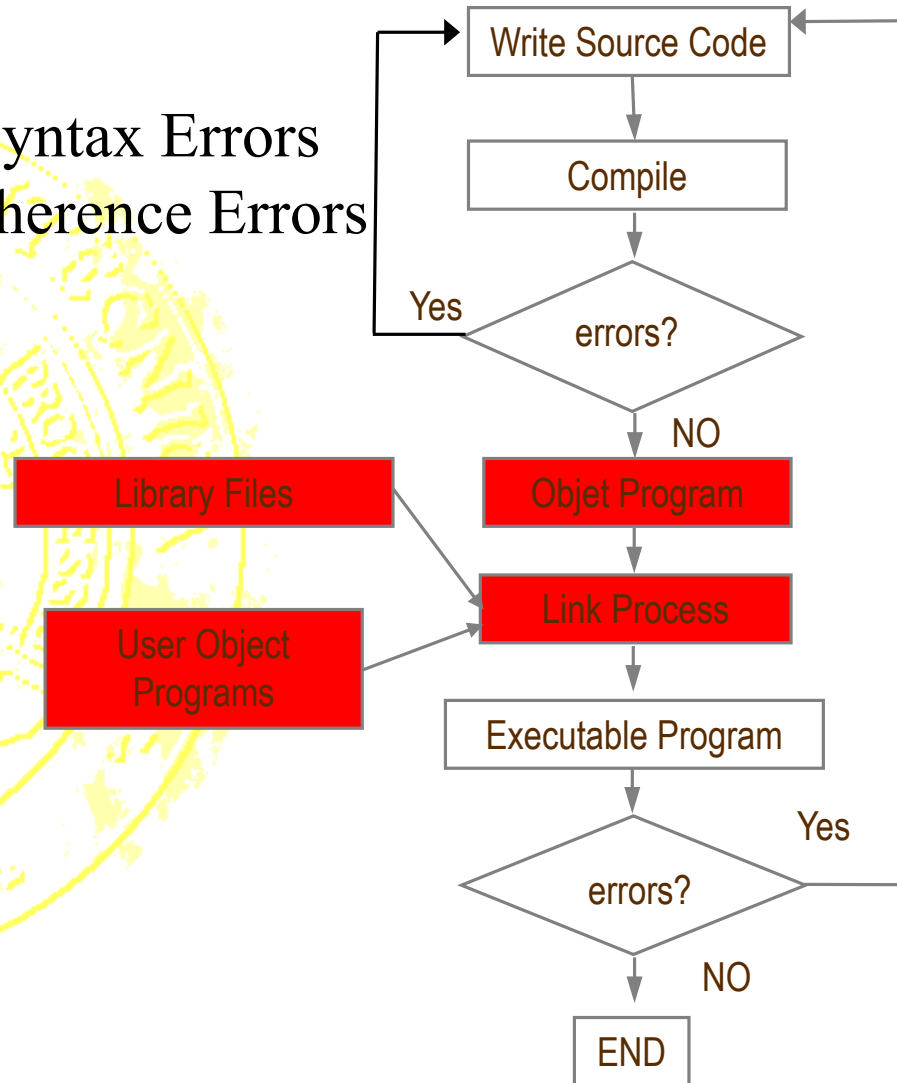 Write Source Code
yntax Errors
herence Errors
Compile
Yes
errors?
NO
Library Files
Objet Program
Link Process
User Object
Programs
Executable Program
Yes
errors?
NO
END